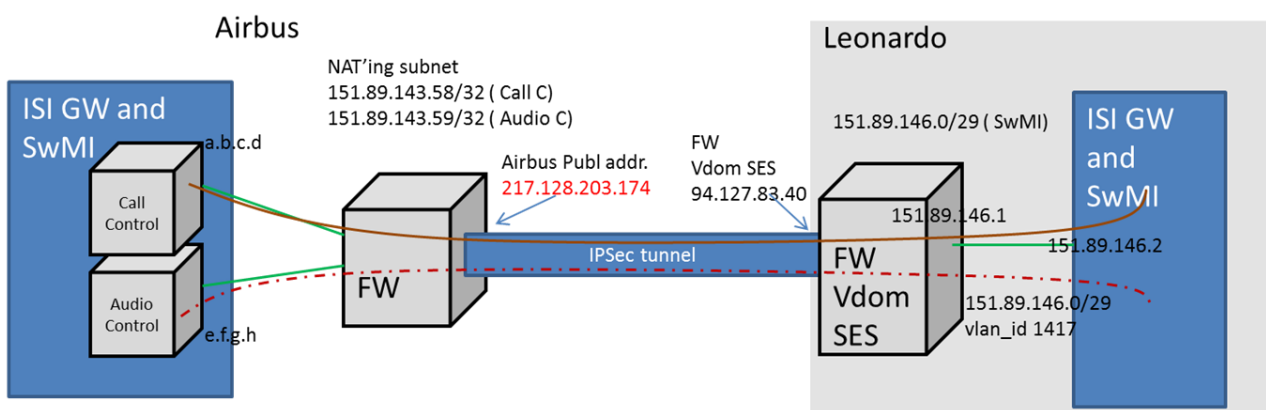 Airbus
Leonardo
NAT'ing subnet
151.89.143.58/32 ( Call C)
151.89.143.59/32 ( Audio C)
ISI GW and
SwMI
a.b.c.d
Call
Control
Audio
Control
e.f.g.h
FW
Airbus Publ addr.
217.128.203.174
IPSec tunnel
FW
Vdom SES
94.127.83.40
151.89.146.0/29 ( SwMI)
151.89.146.1
151.89.146.2
FW
Vdom
SES
151.89.146.0/29
vlan_id 1417
ISI GW
and
SwMI